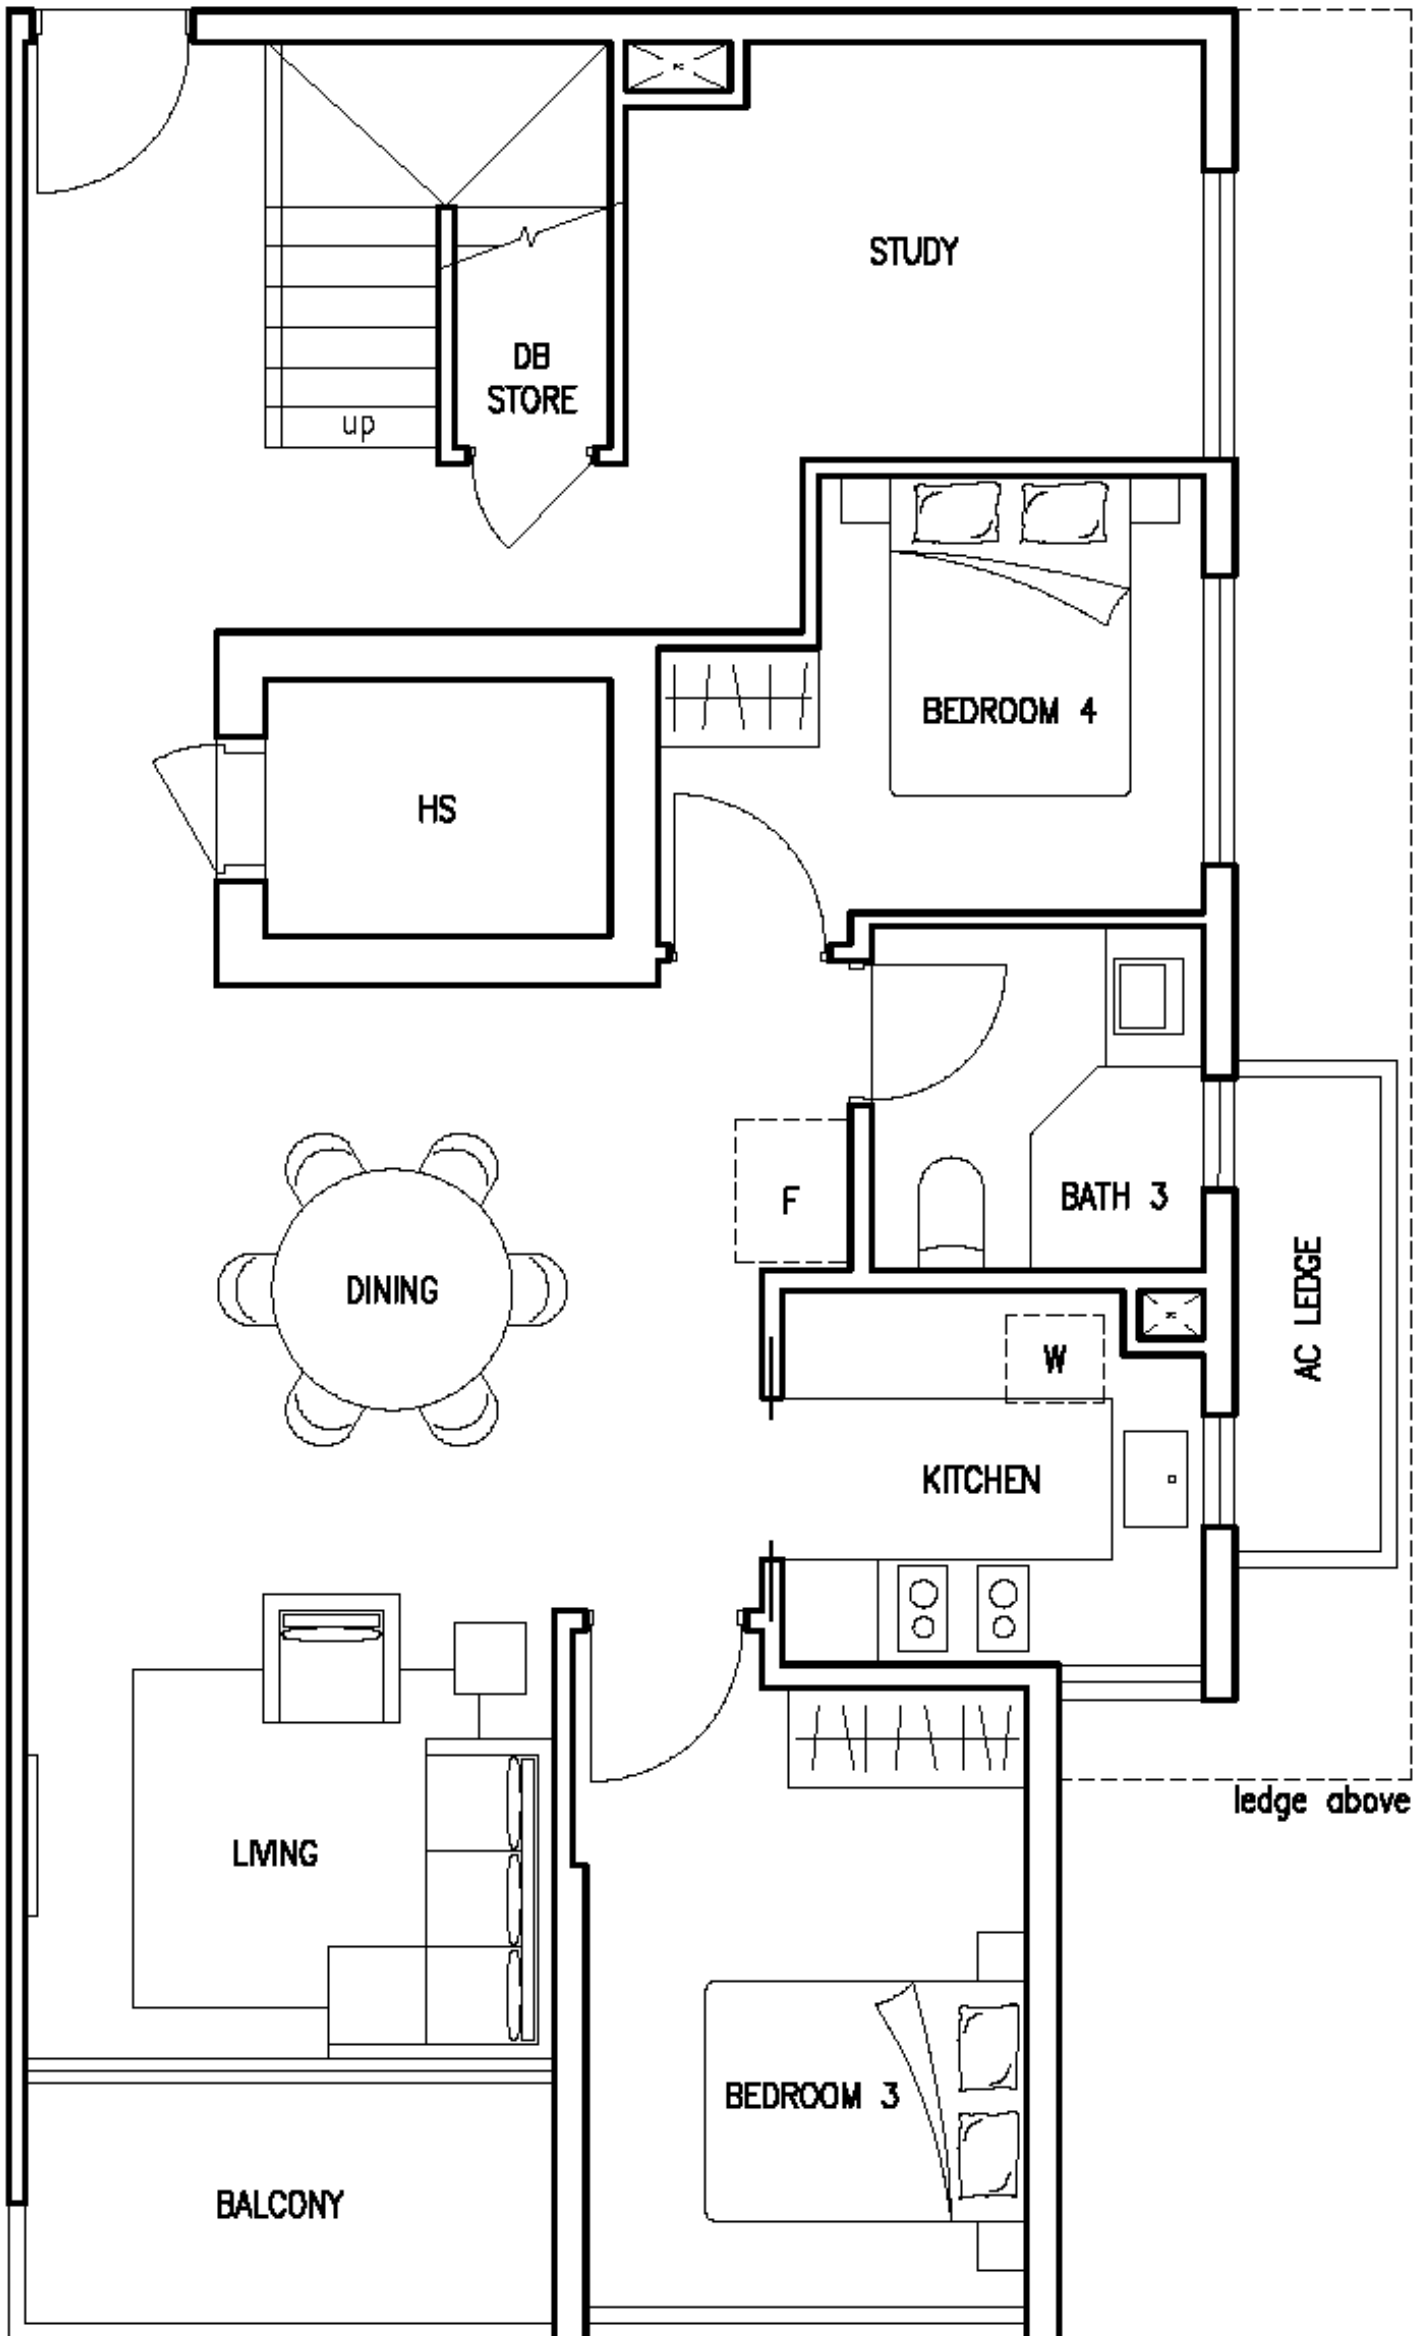 STUDY
DB
STORE
up
BEDROOM 4
HS
F
BATH 3
DINING
AC LEDGE
W
KITCHEN
ledge above
LIVING
BEDROOM 3
BALCONY